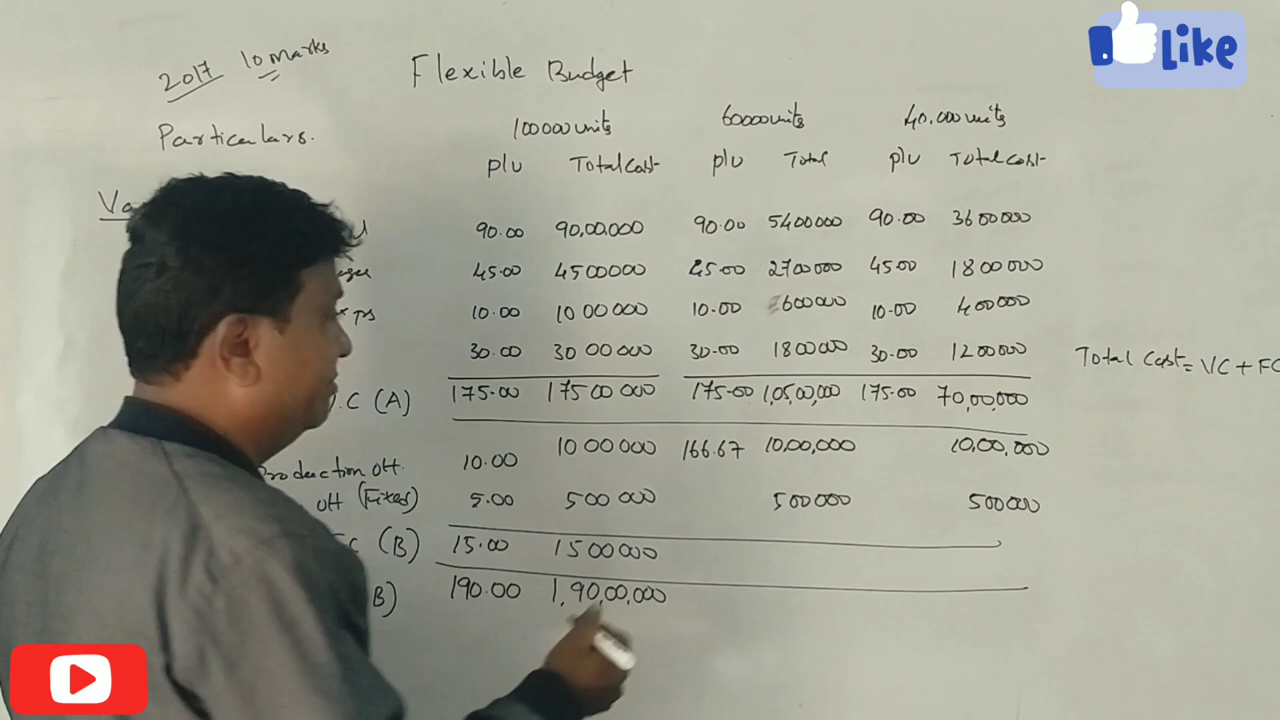 2017 10 marks
Flexible Budget
Like
Particulars. 100000 units 60000 units 40,000 units
P/U Total Cost P/U Total P/U Total cost
90.00 90,00,000 90.00 5400000 90.00 3600000
45.00 4500000 45.00 2700000 45.00 1800000
10.00 1000000 10.00 600000 10.00 400000
30.00 3000000 30.00 1800000 30.00 1200000
Total Cost = VC + FC
.C (A) 175.00 17500000 175.00 1,05,00,000 175.00 70,00,000
Production OH. 10.00 1000000 166.67 10,00,000 10,00,000
OH (Fixed) 5.00 500000 500000 500000
(B) 15.00 1500000
B) 190.00 1,90,00,000